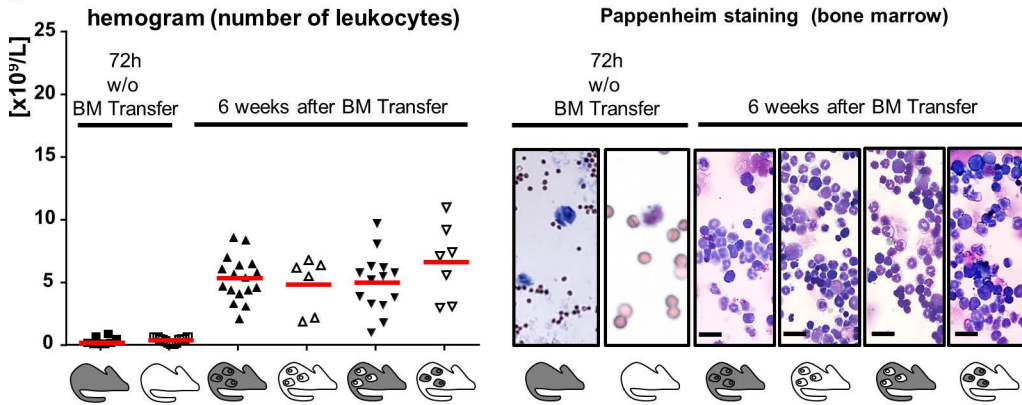 hemogram (number of leukocytes)
[x10⁹/L]
25
20
15
10
5
0
72h
w/o
BM Transfer
6 weeks after BM Transfer
Pappenheim staining (bone marrow)
72h
w/o
BM Transfer
6 weeks after BM Transfer